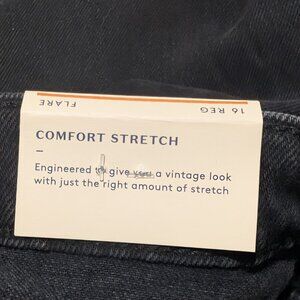 16 REG
FLARE
COMFORT STRETCH
–
Engineered to give you a vintage look
with just the right amount of stretch